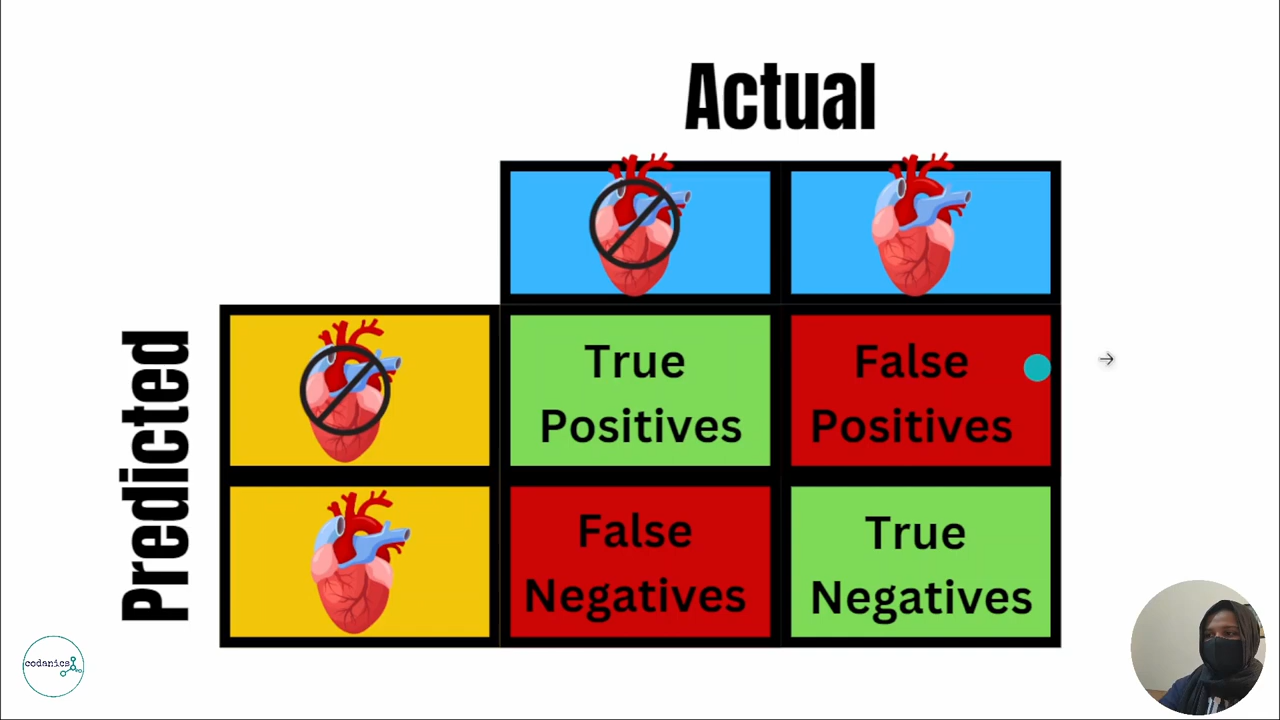 Actual
Predicted
True
Positives
False
Positives
False
Negatives
True
Negatives
codanics